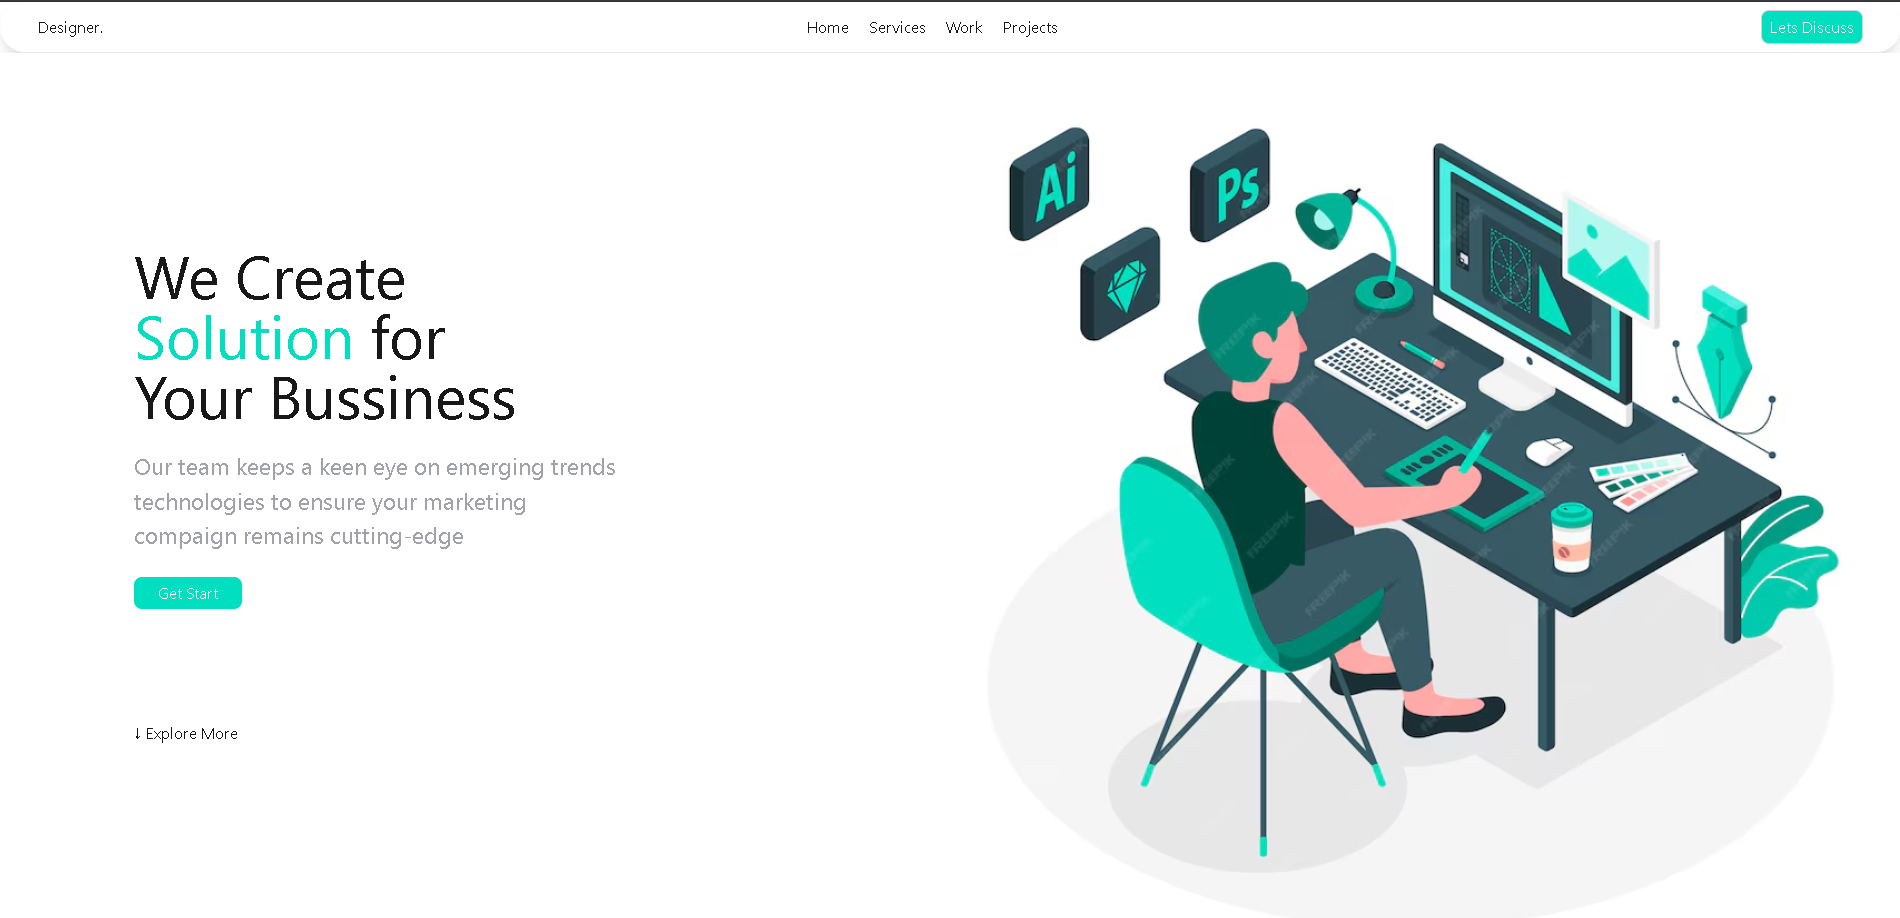 Designer.
Home Services Work Projects
Lets Discuss
Ai
Ps
We Create
Solution for
Your Bussiness
Our team keeps a keen eye on emerging trends
technologies to ensure your marketing
compaign remains cutting-edge
Get Start
↓ Explore More
FREEPIK